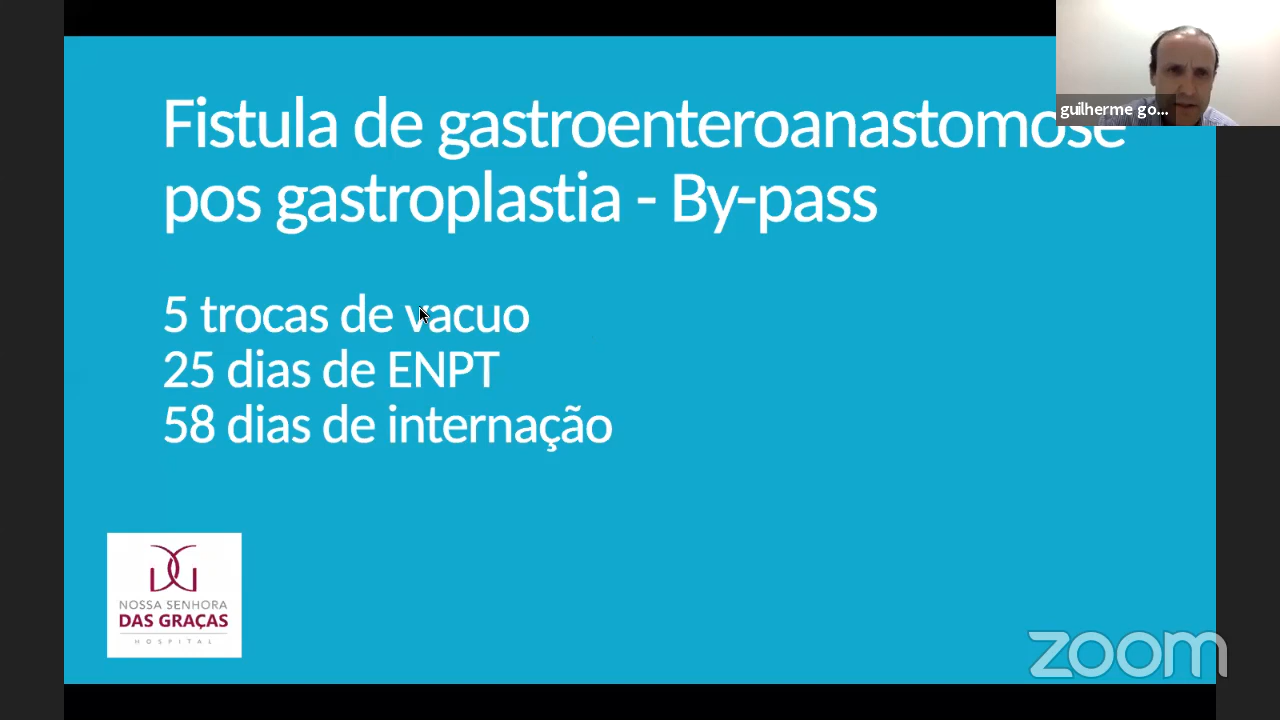 guilherme go...
Fistula de gastroenteroanastomose
pos gastroplastia - By-pass
5 trocas de vacuo
25 dias de ENPT
58 dias de internação
NOSSA SENHORA
DAS GRAÇAS
HOSPITAL
zoom